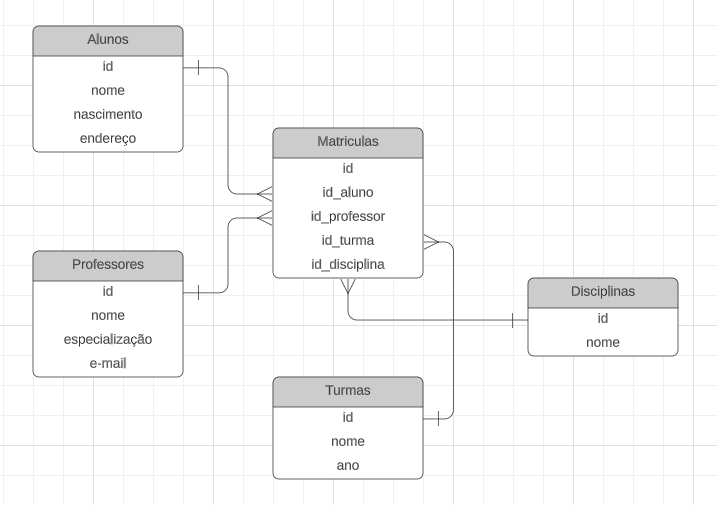 Alunos
id
nome
nascimento
endereço
Matriculas
id
id_aluno
id_professor
id_turma
id_disciplina
Professores
id
nome
especialização
e-mail
Disciplinas
id
nome
Turmas
id
nome
ano